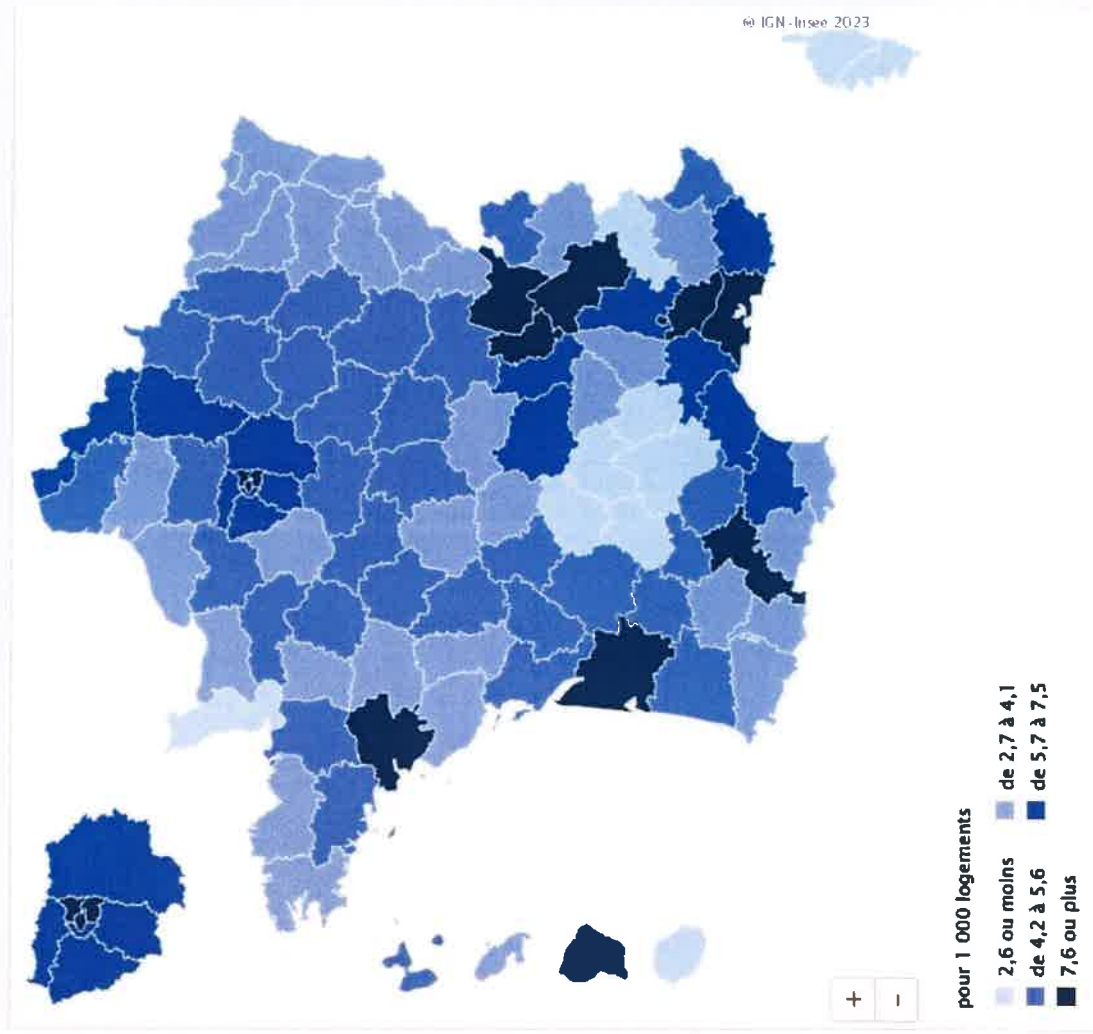 © IGN-Insee 2023
+
-
pour 1 000 logements
2,6 ou moins
de 2,7 à 4,1
de 4,2 à 5,6
de 5,7 à 7,5
7,6 ou plus